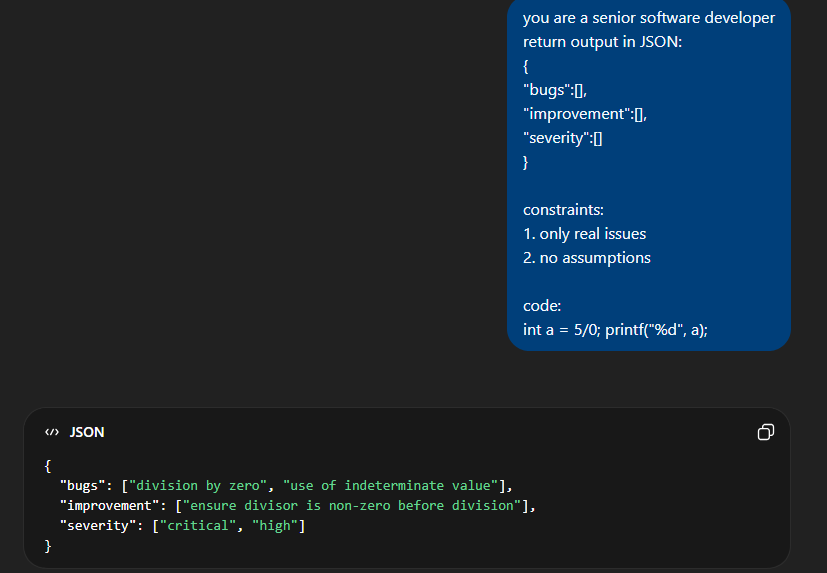 you are a senior software developer
return output in JSON:
{
"bugs":[],
"improvement":[],
"severity":[]
}
constraints:
1. only real issues
2. no assumptions
code:
int a = 5/0; printf("%d", a);
JSON
{
"bugs": ["division by zero", "use of indeterminate value"],
"improvement": ["ensure divisor is non-zero before division"],
"severity": ["critical", "high"]
}